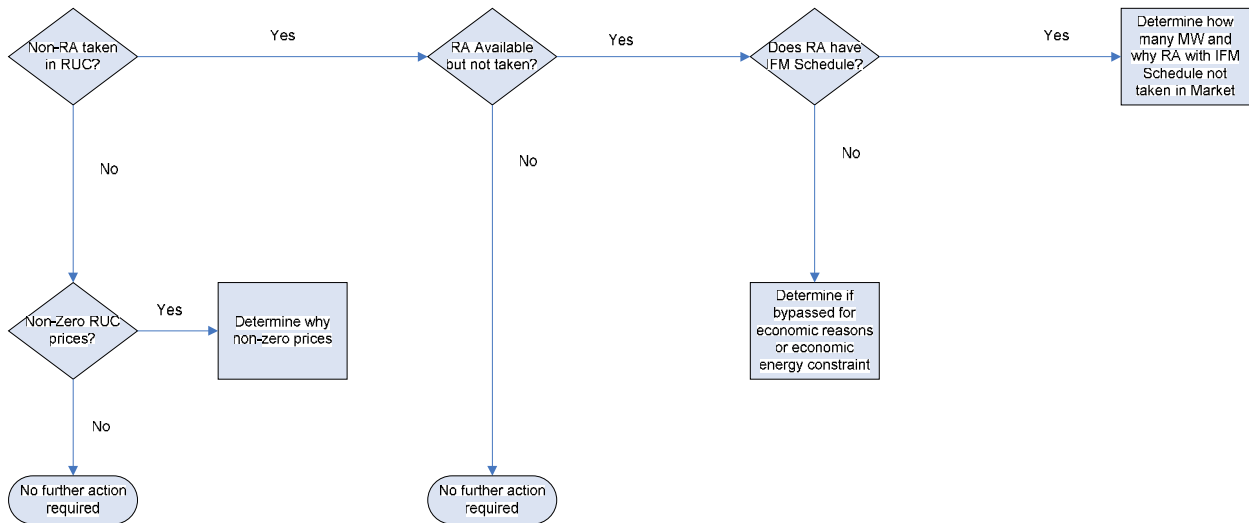 Non-RA taken
in RUC?
Yes
RA Available
but not taken?
Yes
Does RA have
IFM Schedule?
Yes
Determine how
many MW and
why RA with IFM
Schedule not
taken in Market
No
No
No
Non-Zero RUC
prices?
Yes
Determine why
non-zero prices
Determine if
bypassed for
economic reasons
or economic
energy constraint
No
No further action
required
No further action
required